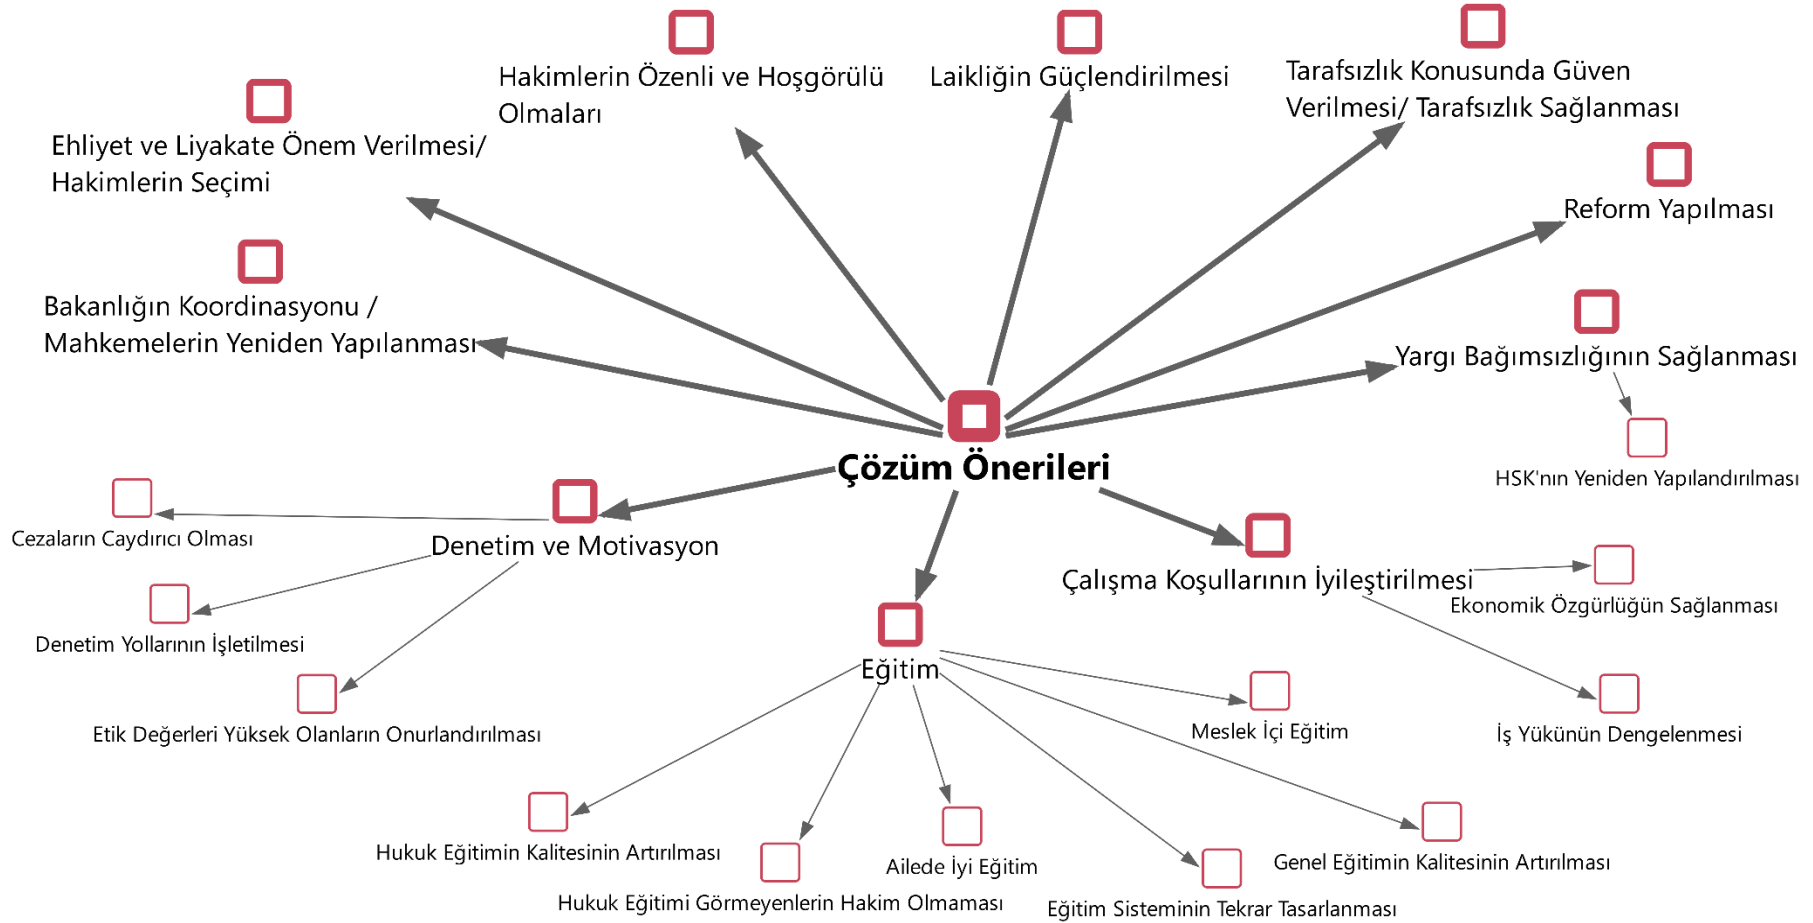 Hakimlerin Özenli ve Hoşgörülü
Olmaları
Laikliğin Güçlendirilmesi
Tarafsızlık Konusunda Güven
Verilmesi/ Tarafsızlık Sağlanması
Ehliyet ve Liyakate Önem Verilmesi/
Hakimlerin Seçimi
Reform Yapılması
Bakanlığın Koordinasyonu /
Mahkemelerin Yeniden Yapılanması
Yargı Bağımsızlığının Sağlanması
HSK'nın Yeniden Yapılandırılması
Çözüm Önerileri
Cezaların Caydırıcı Olması
Denetim ve Motivasyon
Denetim Yollarının İşletilmesi
Etik Değerleri Yüksek Olanların Onurlandırılması
Çalışma Koşullarının İyileştirilmesi
Ekonomik Özgürlüğün Sağlanması
İş Yükünün Dengelenmesi
Eğitim
Meslek İçi Eğitim
Hukuk Eğitimin Kalitesinin Artırılması
Hukuk Eğitimi Görmeyenlerin Hakim Olmaması
Ailede İyi Eğitim
Eğitim Sisteminin Tekrar Tasarlanması
Genel Eğitimin Kalitesinin Artırılması